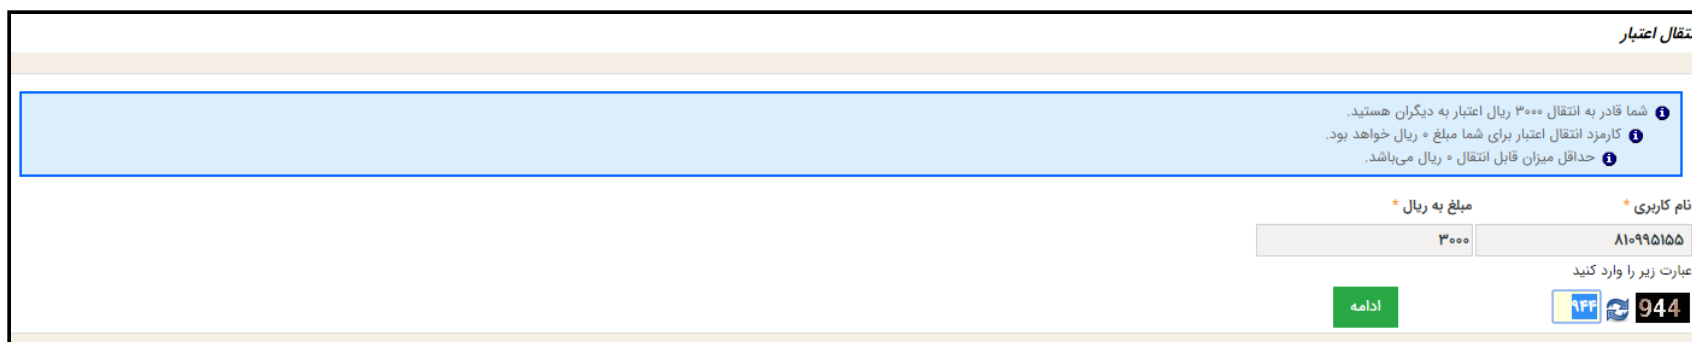 نتقال اعتبار
شما قادر به انتقال ۳۰۰۰ ریال اعتبار به دیگران هستید.
کارمزد انتقال اعتبار برای شما مبلغ ۰ ریال خواهد بود.
حداقل میزان قابل انتقال ۰ ریال می‌باشد.
نام کاربری * مبلغ به ریال *
۸۱۰۹۹۵۱۵۵ ۳۰۰۰
عبارت زیر را وارد کنید
944 ۹۴۴ ادامه